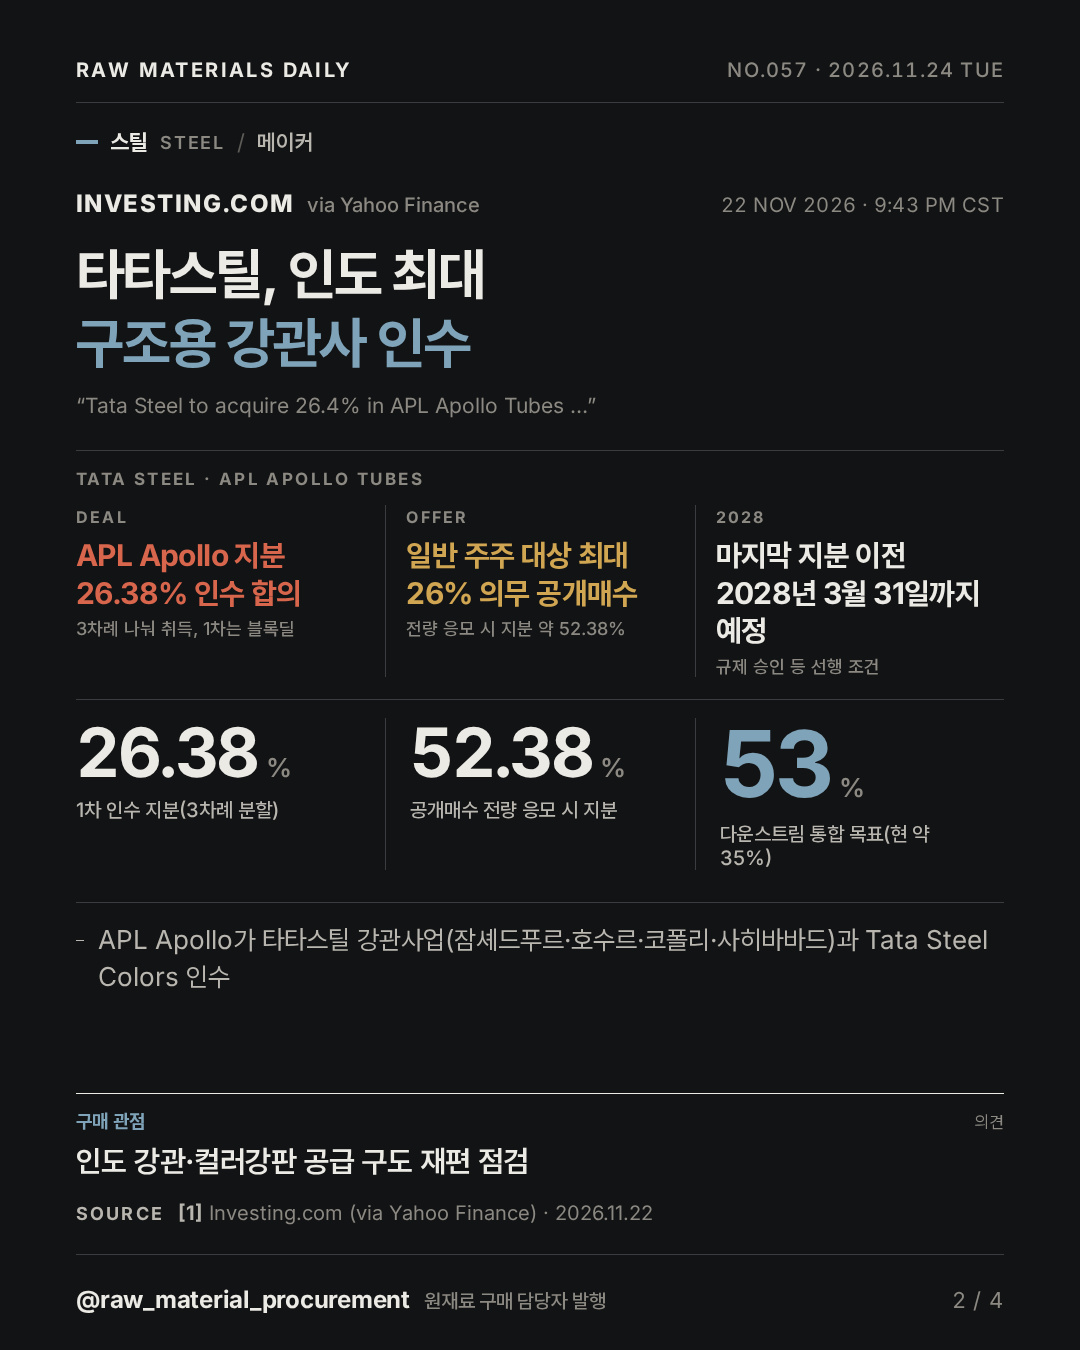 RAW MATERIALS DAILY
NO.057 · 2026.11.24 TUE
스틸 STEEL / 메이커
INVESTING.COM via Yahoo Finance
22 NOV 2026 · 9:43 PM CST
타타스틸, 인도 최대
구조용 강관사 인수
“Tata Steel to acquire 26.4% in APL Apollo Tubes ...”
TATA STEEL · APL APOLLO TUBES
DEAL
APL Apollo 지분
26.38% 인수 합의
3차례 나눠 취득, 1차는 블록딜
OFFER
일반 주주 대상 최대
26% 의무 공개매수
전량 응모 시 지분 약 52.38%
2028
마지막 지분 이전
2028년 3월 31일까지
예정
규제 승인 등 선행 조건
26.38 %
1차 인수 지분(3차례 분할)
52.38 %
공개매수 전량 응모 시 지분
53 %
다운스트림 통합 목표(현 약
35%)
– APL Apollo가 타타스틸 강관사업(잠셰드푸르·호수르·코폴리·사히바바드)과 Tata Steel
Colors 인수
구매 관점
의견
인도 강관·컬러강판 공급 구도 재편 점검
SOURCE [1] Investing.com (via Yahoo Finance) · 2026.11.22
@raw_material_procurement 원재료 구매 담당자 발행
2 / 4